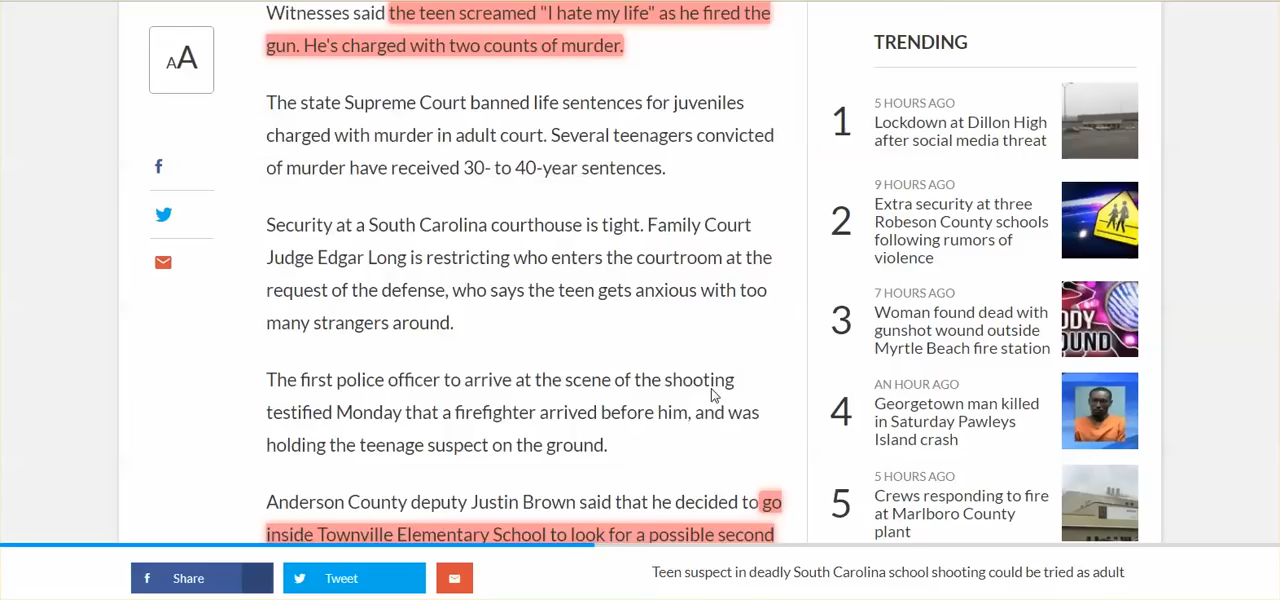 Witnesses said the teen screamed "I hate my life" as he fired the
gun. He's charged with two counts of murder.
AA
The state Supreme Court banned life sentences for juveniles
charged with murder in adult court. Several teenagers convicted
of murder have received 30- to 40-year sentences.
Security at a South Carolina courthouse is tight. Family Court
Judge Edgar Long is restricting who enters the courtroom at the
request of the defense, who says the teen gets anxious with too
many strangers around.
The first police officer to arrive at the scene of the shooting
testified Monday that a firefighter arrived before him, and was
holding the teenage suspect on the ground.
Anderson County deputy Justin Brown said that he decided to go
inside Townville Elementary School to look for a possible second
TRENDING
1
5 HOURS AGO
Lockdown at Dillon High
after social media threat
2
9 HOURS AGO
Extra security at three
Robeson County schools
following rumors of
violence
3
7 HOURS AGO
Woman found dead with
gunshot wound outside
Myrtle Beach fire station
ODY
OUND
4
AN HOUR AGO
Georgetown man killed
in Saturday Pawleys
Island crash
5
5 HOURS AGO
Crews responding to fire
at Marlboro County
plant
Share
Tweet
Teen suspect in deadly South Carolina school shooting could be tried as adult